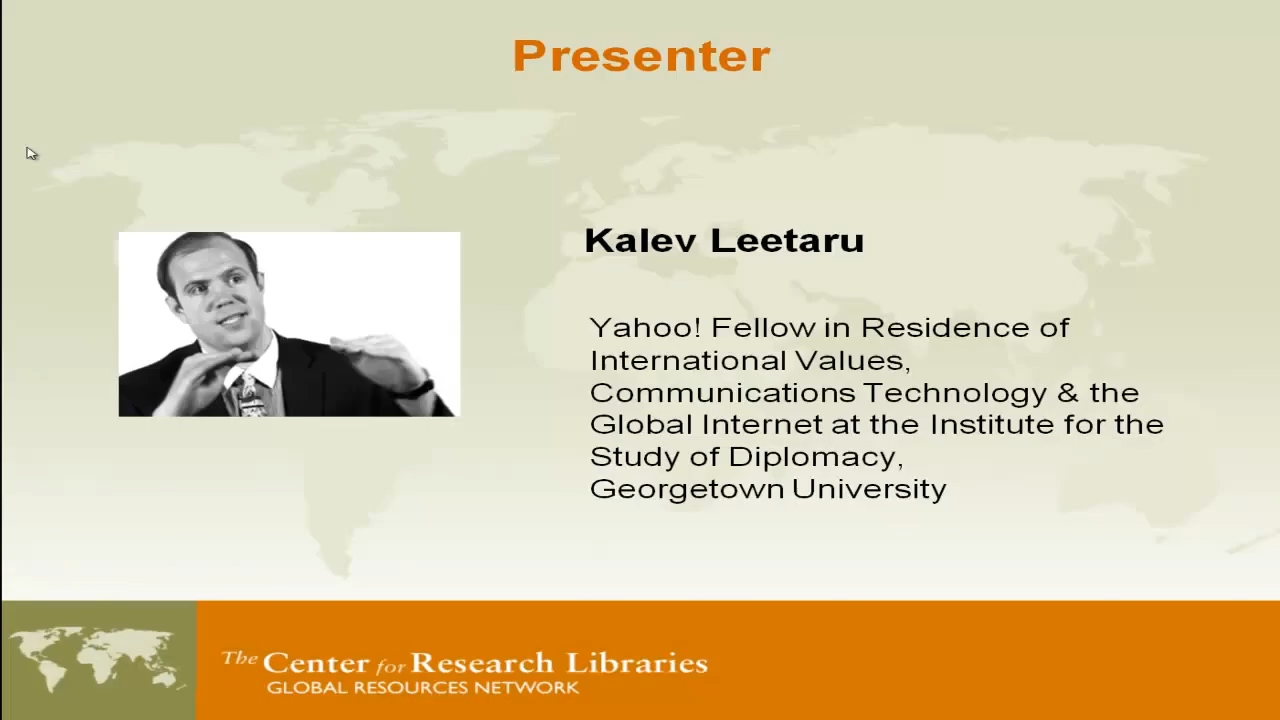 Presenter
Kalev Leetaru
Yahoo! Fellow in Residence of
International Values,
Communications Technology & the
Global Internet at the Institute for the
Study of Diplomacy,
Georgetown University
The Center for Research Libraries
GLOBAL RESOURCES NETWORK